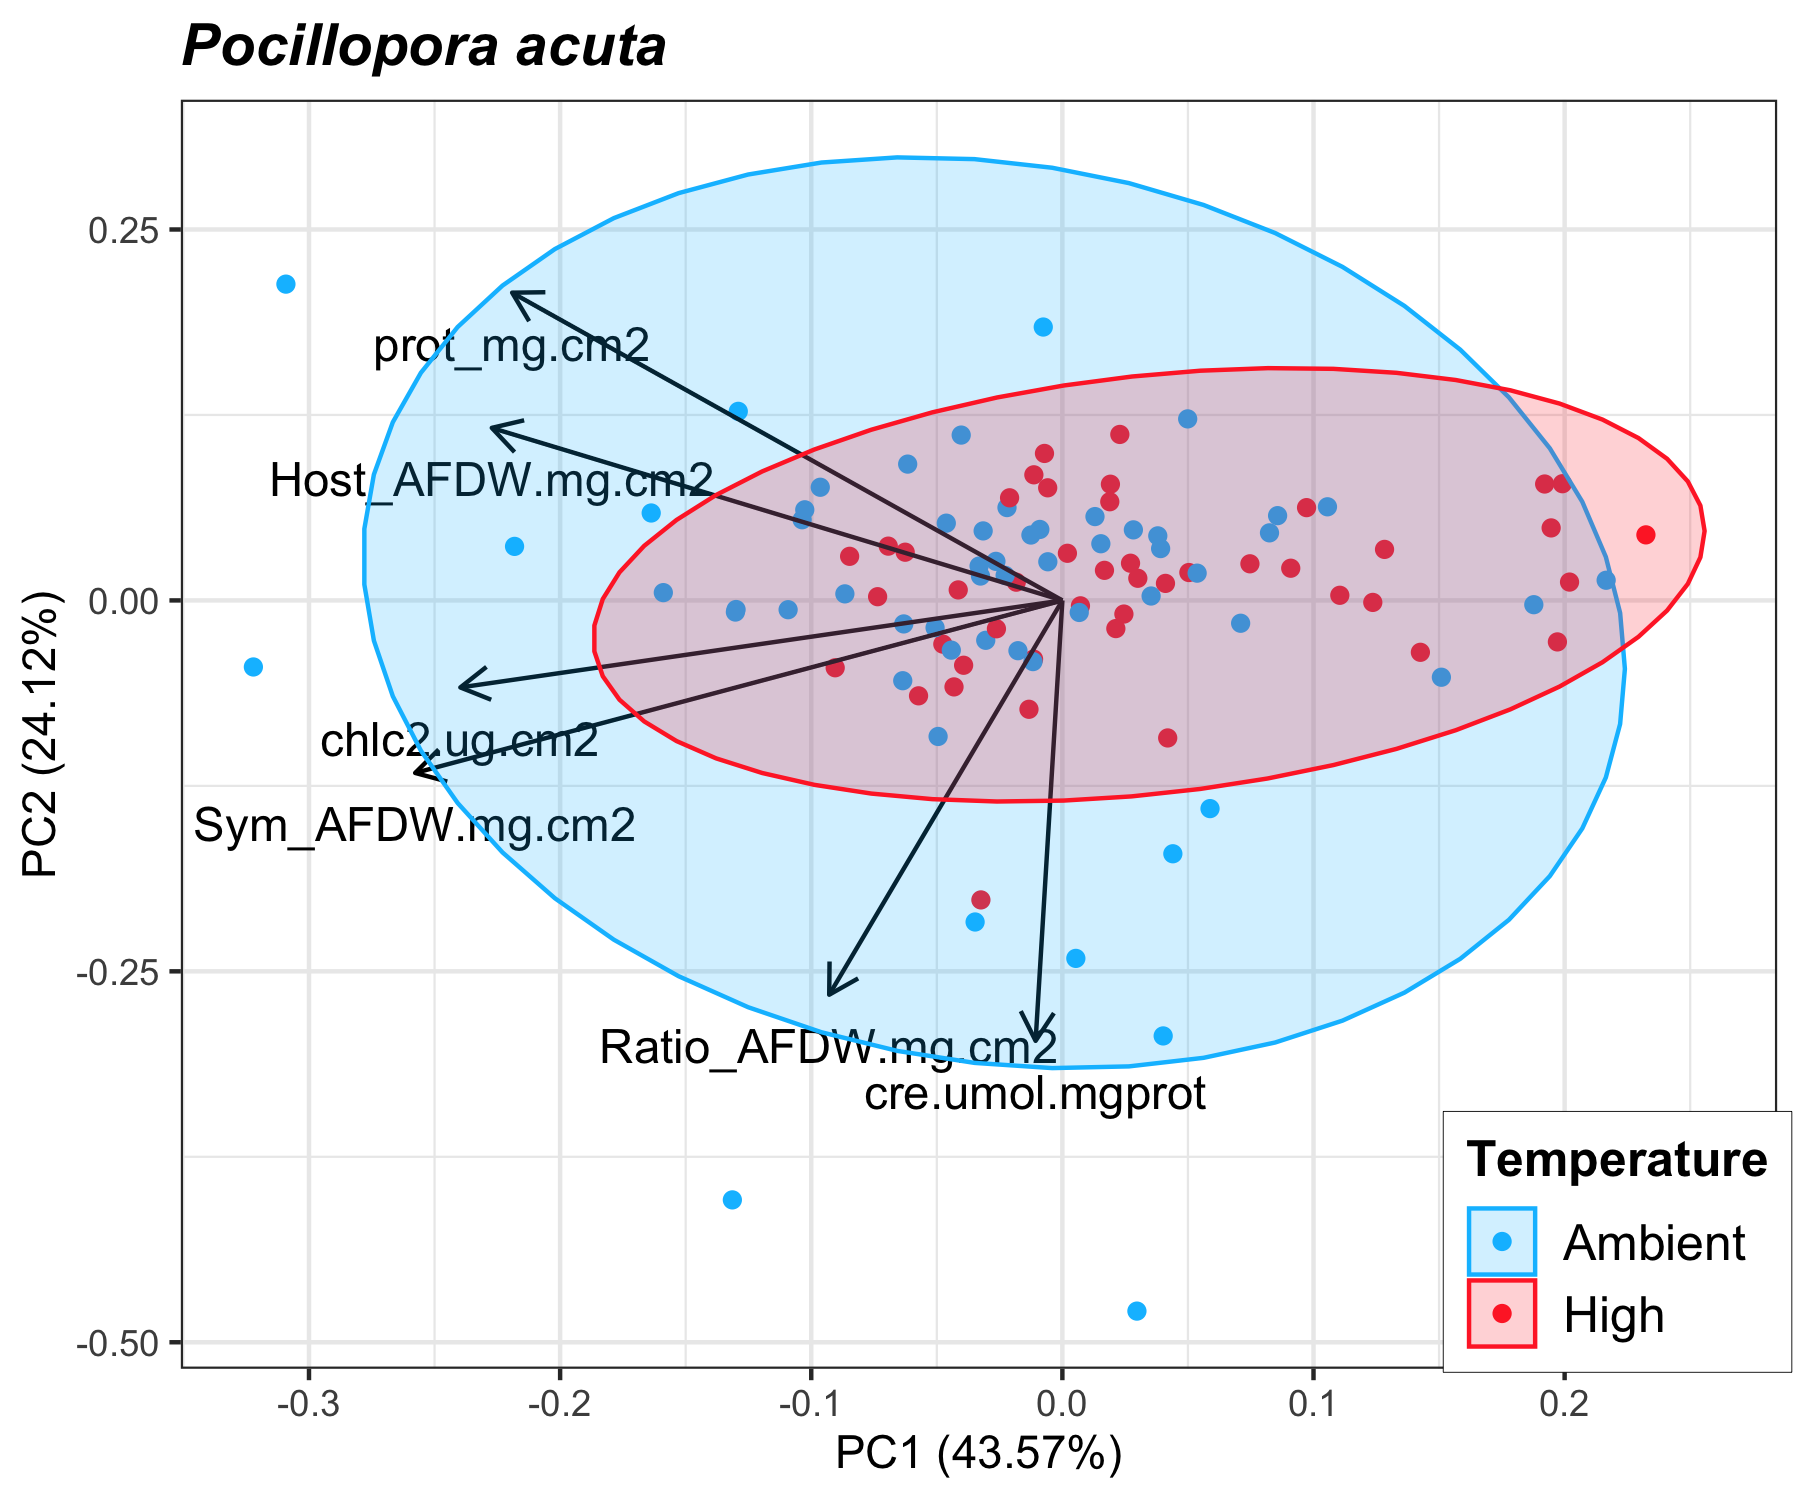 Pocillopora acuta
0.25
0.00
-0.25
-0.50
PC2 (24.12%)
prot_mg.cm2
Host_AFDW.mg.cm2
chlc2.ug.cm2
Sym_AFDW.mg.cm2
Ratio_AFDW.mg.cm2
cre.umol.mgprot
Temperature
Ambient
High
-0.3 -0.2 -0.1 0.0 0.1 0.2
PC1 (43.57%)